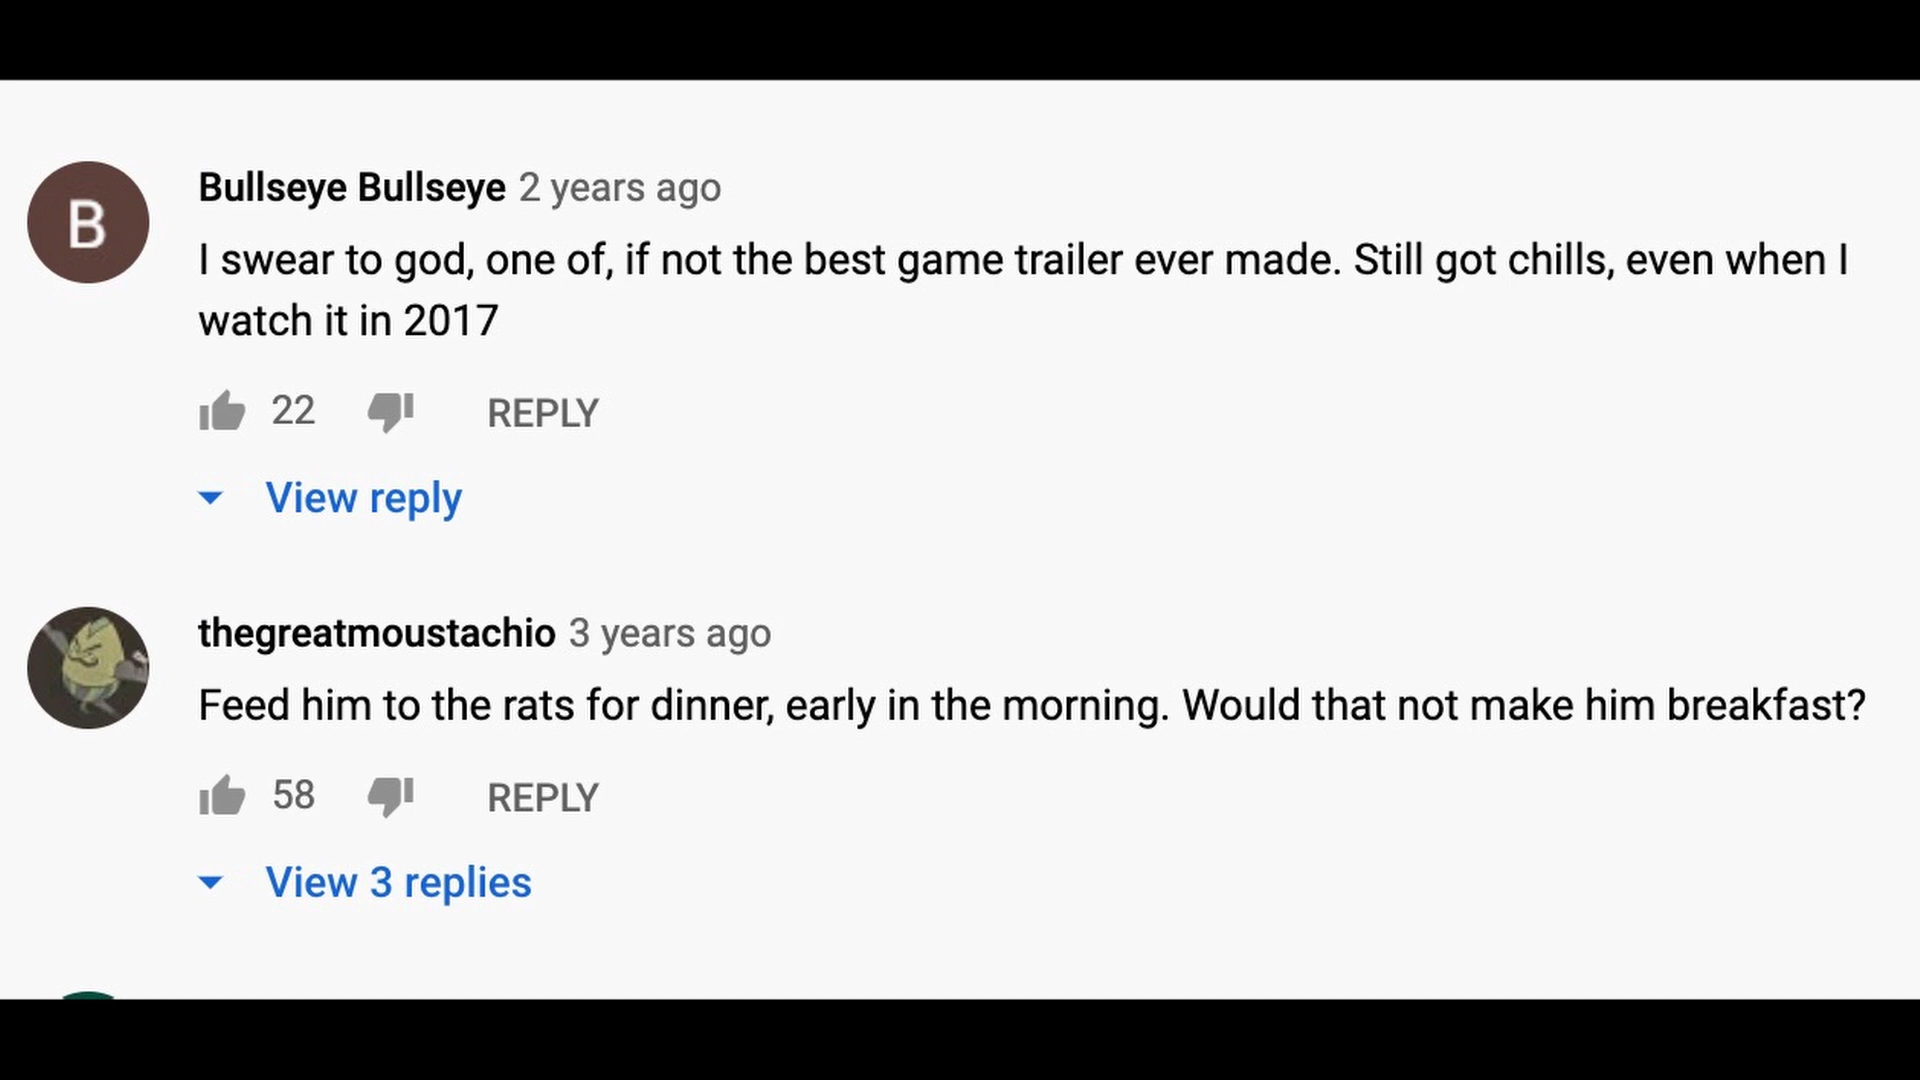 B
Bullseye Bullseye 2 years ago
I swear to god, one of, if not the best game trailer ever made. Still got chills, even when I
watch it in 2017
22 REPLY
View reply
thegreatmoustachio 3 years ago
Feed him to the rats for dinner, early in the morning. Would that not make him breakfast?
58 REPLY
View 3 replies